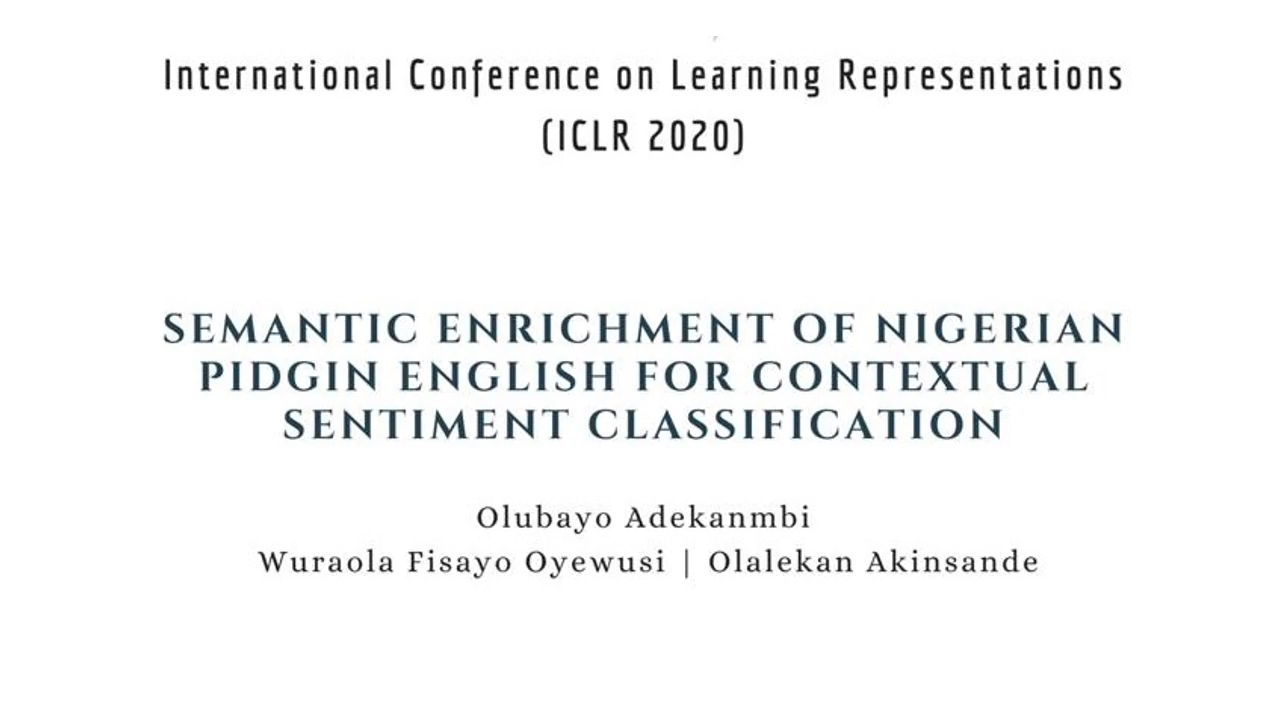 International Conference on Learning Representations
(ICLR 2020)
SEMANTIC ENRICHMENT OF NIGERIAN
PIDGIN ENGLISH FOR CONTEXTUAL
SENTIMENT CLASSIFICATION
Olubayo Adekanmbi
Wuraola Fisayo Oyewusi | Olalekan Akinsande